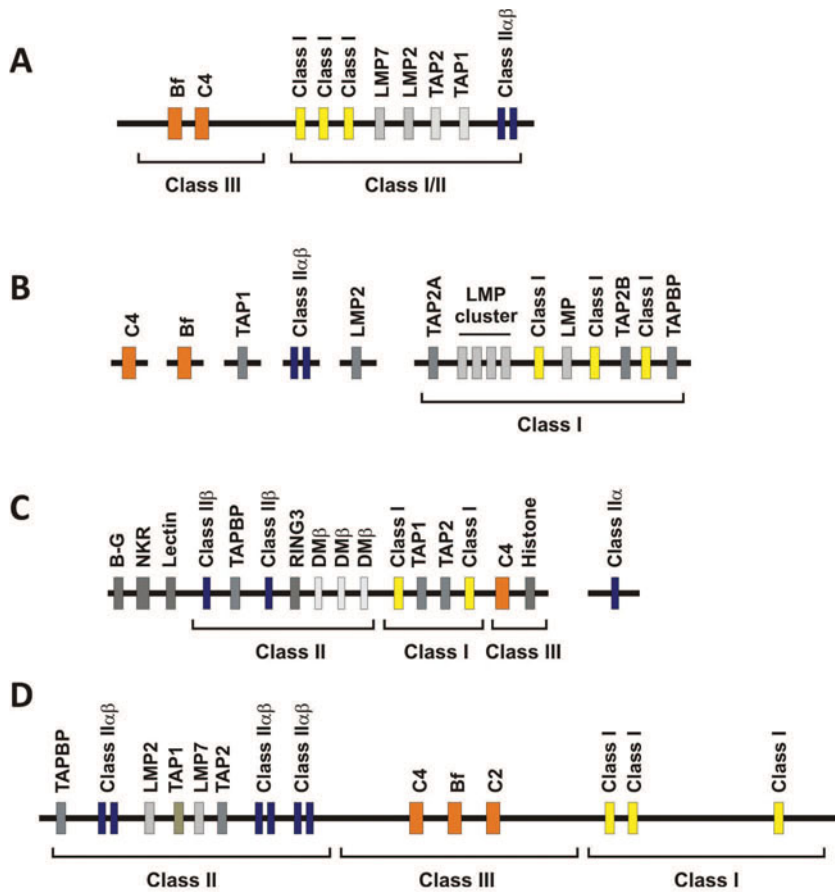 A
Bf
C4
Class I
Class I
Class I
LMP7
LMP2
TAP2
TAP1
Class IIαβ
Class III
Class I/II
B
C4
Bf
TAP1
Class IIαβ
LMP2
TAP2A
LMP
cluster
Class I
LMP
Class I
TAP2B
Class I
TAPBP
Class I
C
B-G
NKR
Lectin
Class IIβ
TAPBP
Class IIβ
RING3
DMβ
DMβ
DMβ
Class I
TAP1
TAP2
Class I
C4
Histone
Class IIα
Class II
Class I
Class III
D
TAPBP
Class IIαβ
LMP2
TAP1
LMP7
TAP2
Class IIαβ
Class IIαβ
C4
Bf
C2
Class I
Class I
Class I
Class II
Class III
Class I